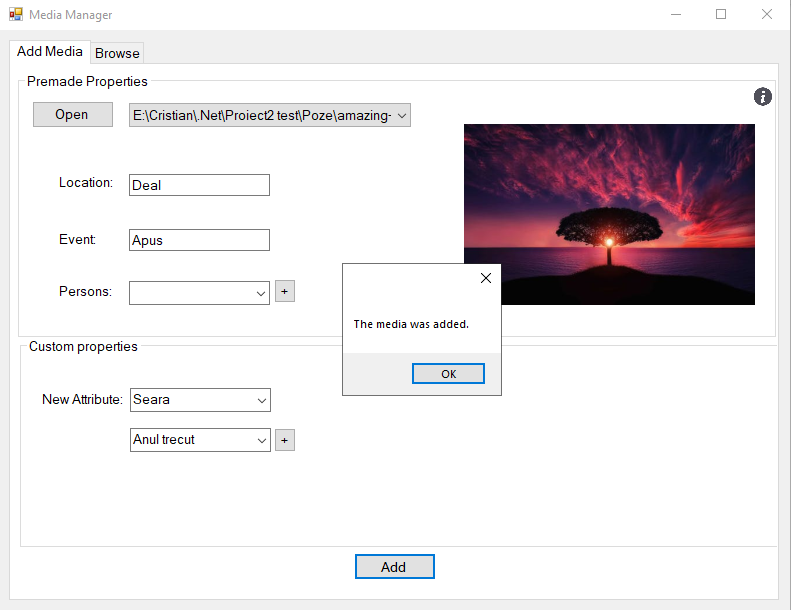 Media Manager
Add Media Browse
Premade Properties
Open E:\Cristian\.Net\Proiect2 test\Poze\amazing-
Location: Deal
Event: Apus
Persons: +
The media was added.
OK
Custom properties
New Attribute: Seara
Anul trecut +
Add